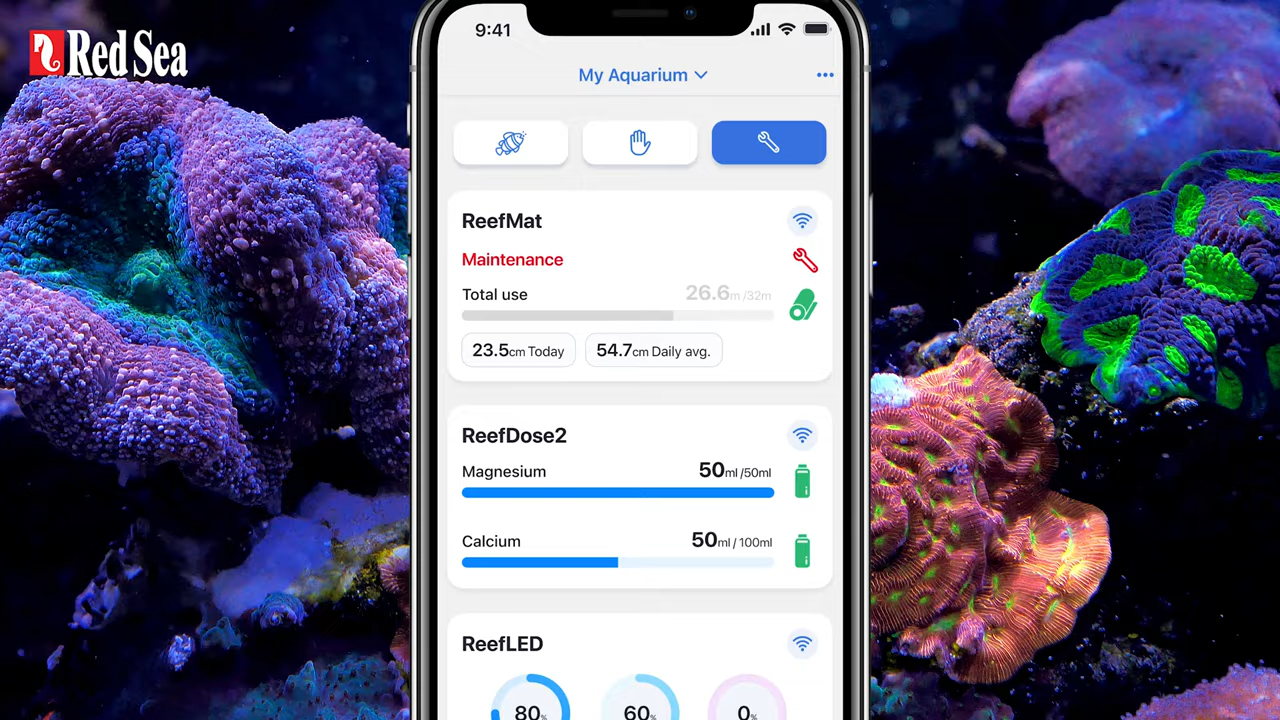 Red Sea
9:41
My Aquarium
ReefMat
Maintenance
Total use 26.6m /32m
23.5cm Today 54.7cm Daily avg.
ReefDose2
Magnesium 50ml /50ml
Calcium 50ml / 100ml
ReefLED
80% 60% 0%